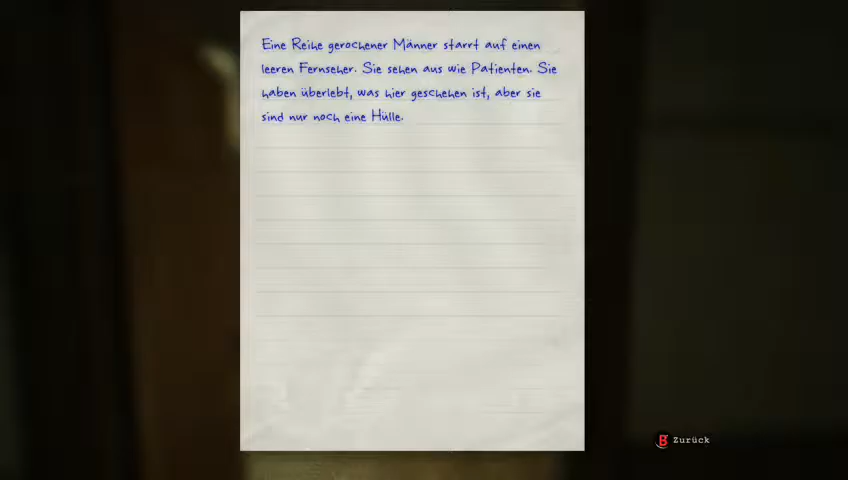 Eine Reihe gerochener Männer starrt auf einen
leeren Fernseher. Sie sehen aus wie Patienten. Sie
haben überlebt, was hier geschehen ist, aber sie
sind nur noch eine Hülle.
B Zurück